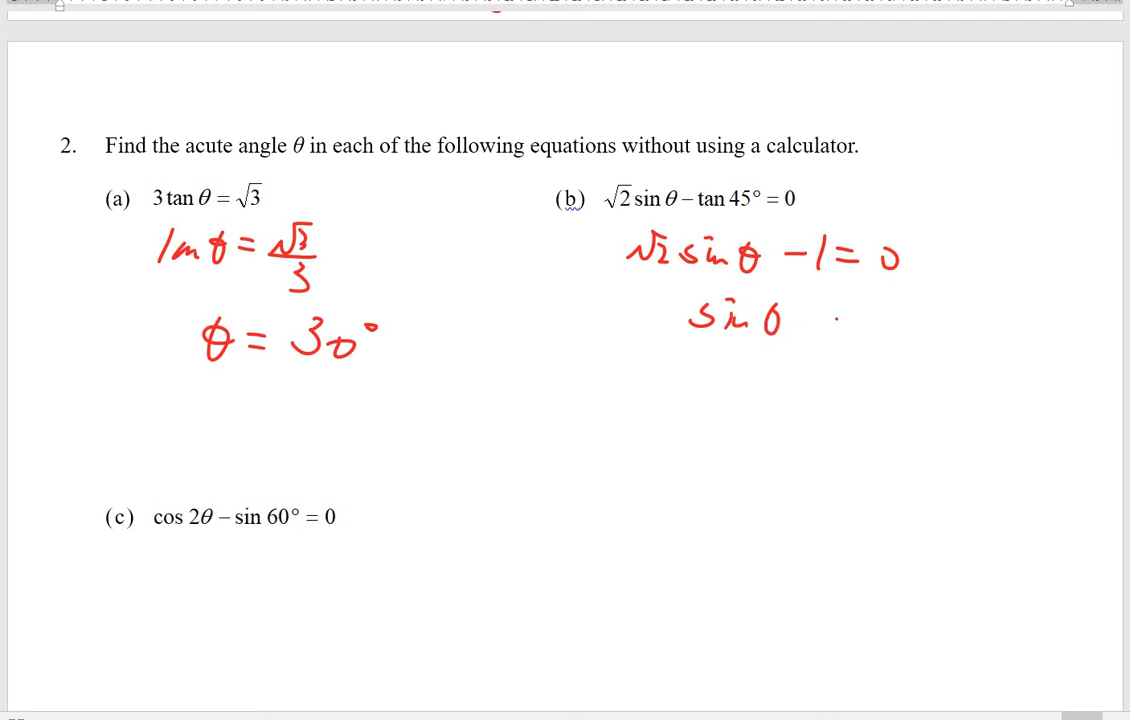 2. Find the acute angle θ in each of the following equations without using a calculator.
(a) 3 tan θ = √3
(b) √2 sin θ – tan 45° = 0
tan θ = √3/3
√2 sin θ – 1 = 0
θ = 30°
sin θ
(c) cos 2θ – sin 60° = 0